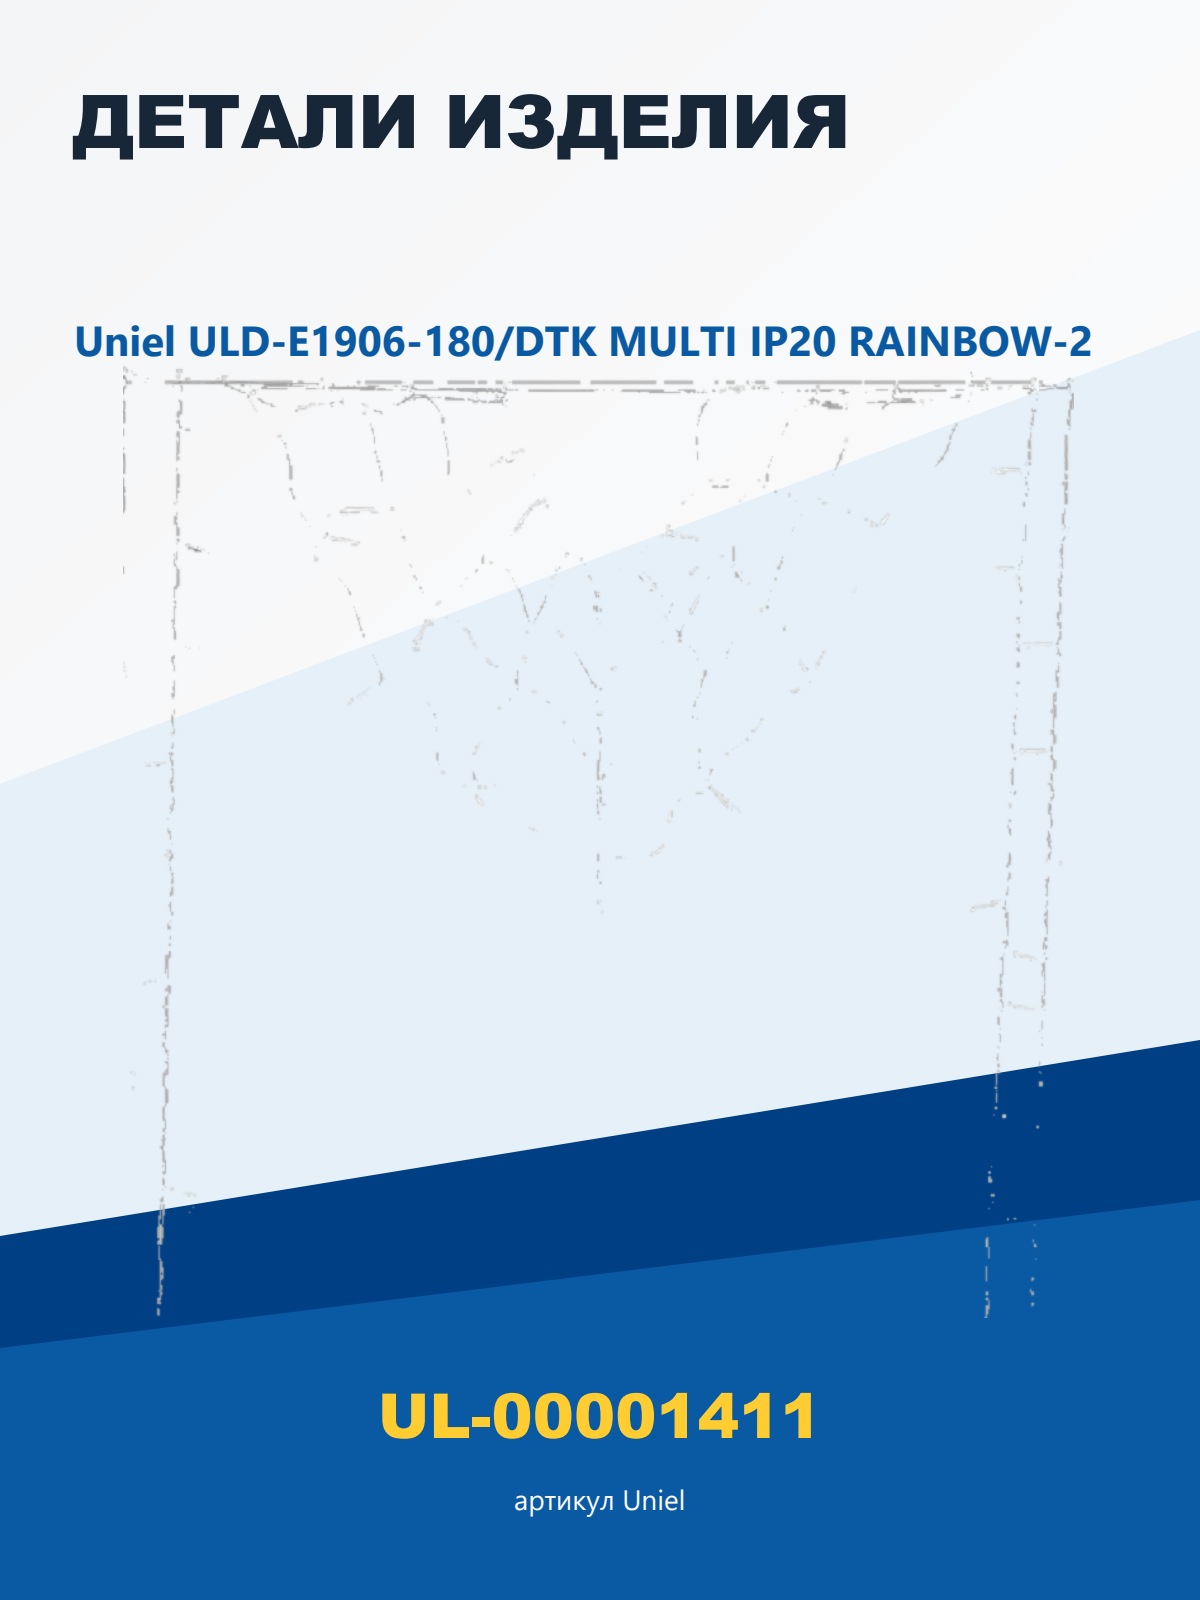 ДЕТАЛИ ИЗДЕЛИЯ
Uniel ULD-E1906-180/DTK MULTI IP20 RAINBOW-2
UL-00001411
артикул Uniel